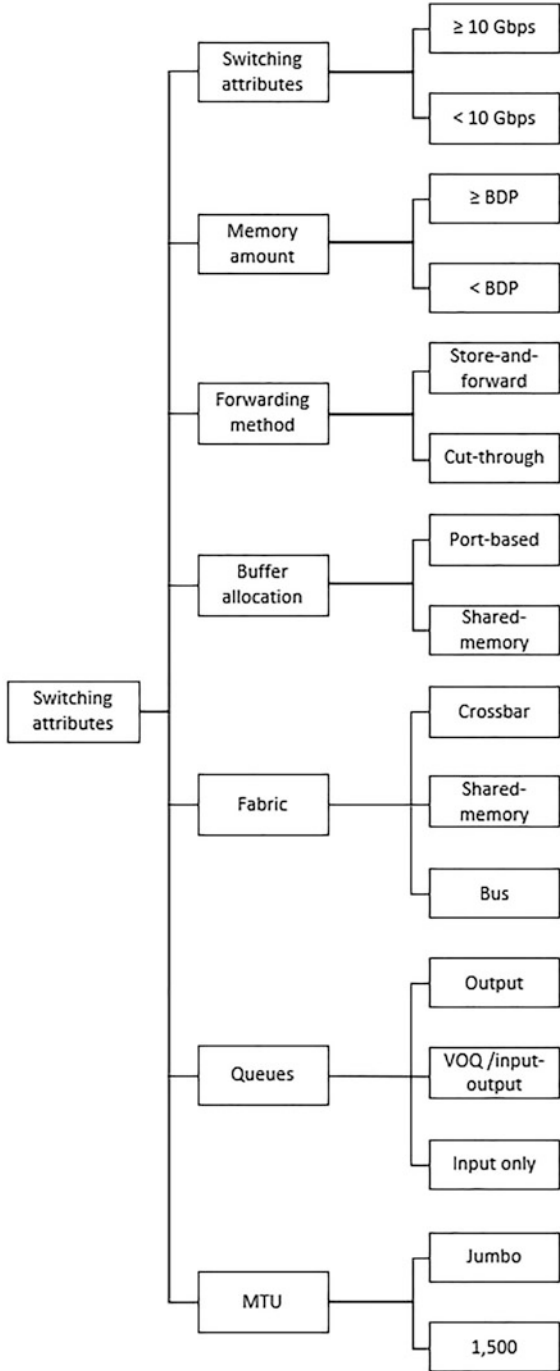 ≥ 10 Gbps
Switching
attributes
< 10 Gbps
≥ BDP
Memory
amount
< BDP
Store-and-
forward
Forwarding
method
Cut-through
Port-based
Buffer
allocation
Shared-
memory
Switching
attributes
Crossbar
Fabric
Shared-
memory
Bus
Output
Queues
VOQ /input-
output
Input only
Jumbo
MTU
1,500